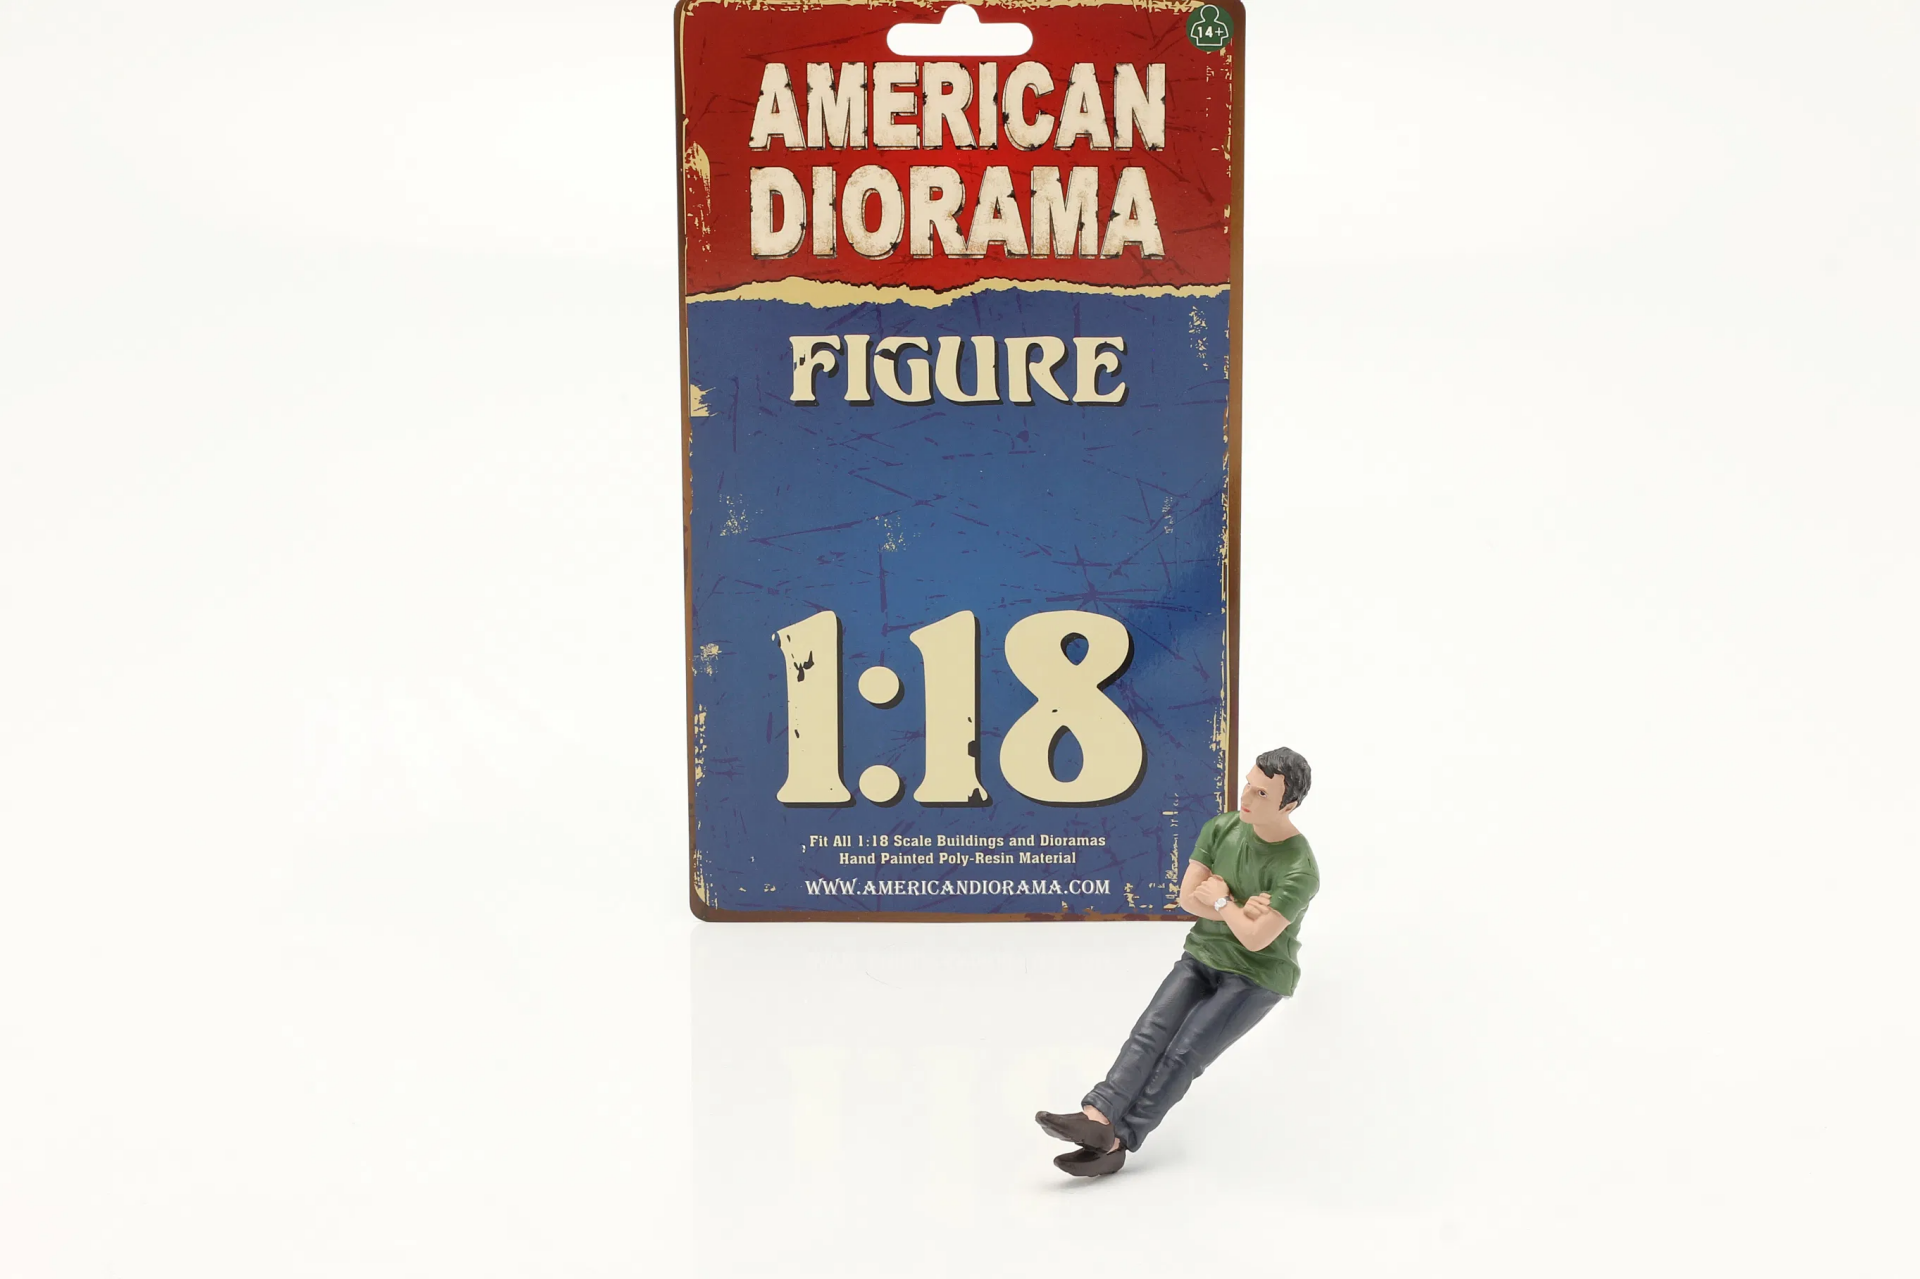 14+
AMERICAN
DIORAMA
FIGURE
1:18
Fit All 1:18 Scale Buildings and Dioramas
Hand Painted Poly-Resin Material
WWW.AMERICANDIORAMA.COM